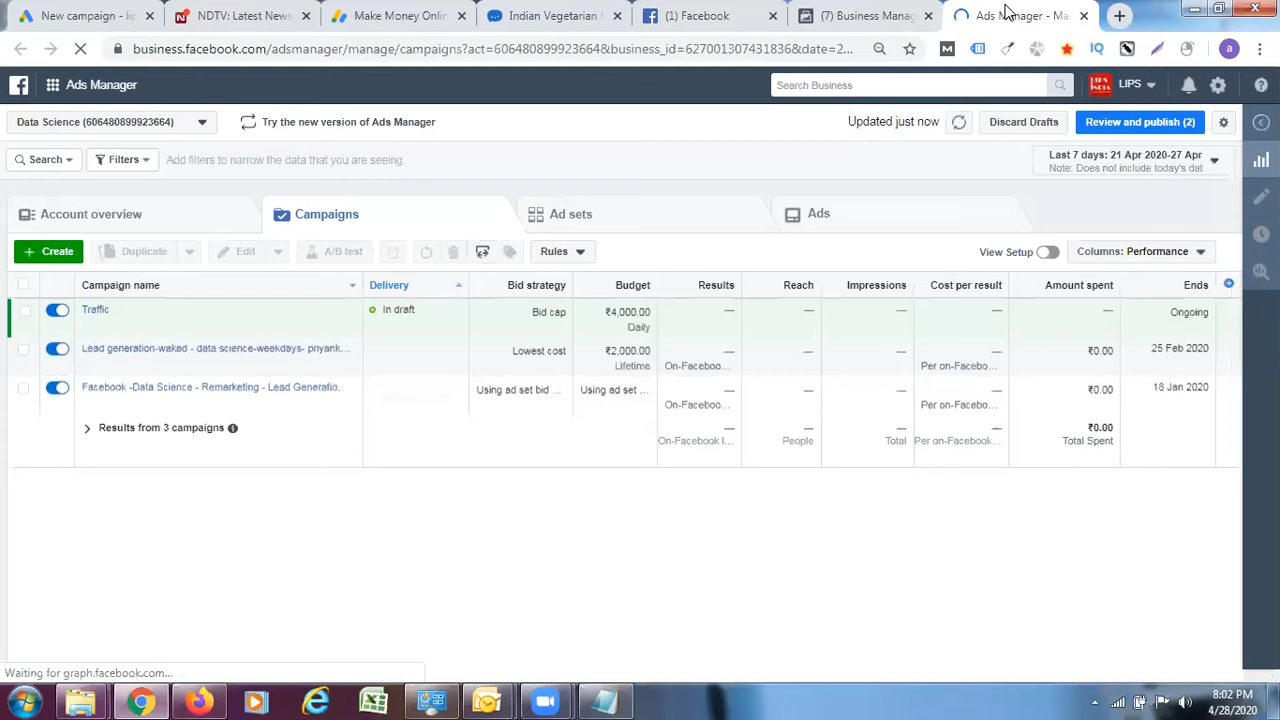 New campaign - lip
NDTV: Latest News
Make Money Onlin
Indian Vegetarian
(1) Facebook
(7) Business Manag
Ads Manager - Ma
business.facebook.com/adsmanager/manage/campaigns?act=606480899923664&business_id=6270013074318368&date=2...
Ads Manager
Search Business
LIPS
Data Science (606480899923664)
Try the new version of Ads Manager
Updated just now
Discard Drafts
Review and publish (2)
Search
Filters
Add filters to narrow the data that you are seeing.
Last 7 days: 21 Apr 2020-27 Apr
Note: Does not include today's dat
Account overview
Campaigns
Ad sets
Ads
+ Create
Duplicate
Edit
A/B test
Rules
View Setup
Columns: Performance
Campaign name
Delivery
Bid strategy
Budget
Results
Reach
Impressions
Cost per result
Amount spent
Ends
Traffic
In draft
Bid cap
₹4,000.00
Daily
—
—
—
—
—
Ongoing
Lead generation-wakad - data science-weekdays- priyank...
Lowest cost
₹2,000.00
Lifetime
—
On-Faceboo...
—
—
—
Per on-Facebo...
₹0.00
25 Feb 2020
Facebook -Data Science - Remarketing - Lead Generatio...
Using ad set bid ...
Using ad set ...
—
On-Faceboo...
—
—
—
Per on-Facebo...
₹0.00
18 Jan 2020
Results from 3 campaigns
—
On-Facebook l...
—
People
—
Total
—
Per on-Facebook...
₹0.00
Total Spent
Waiting for graph.facebook.com...
8:02 PM
4/28/2020